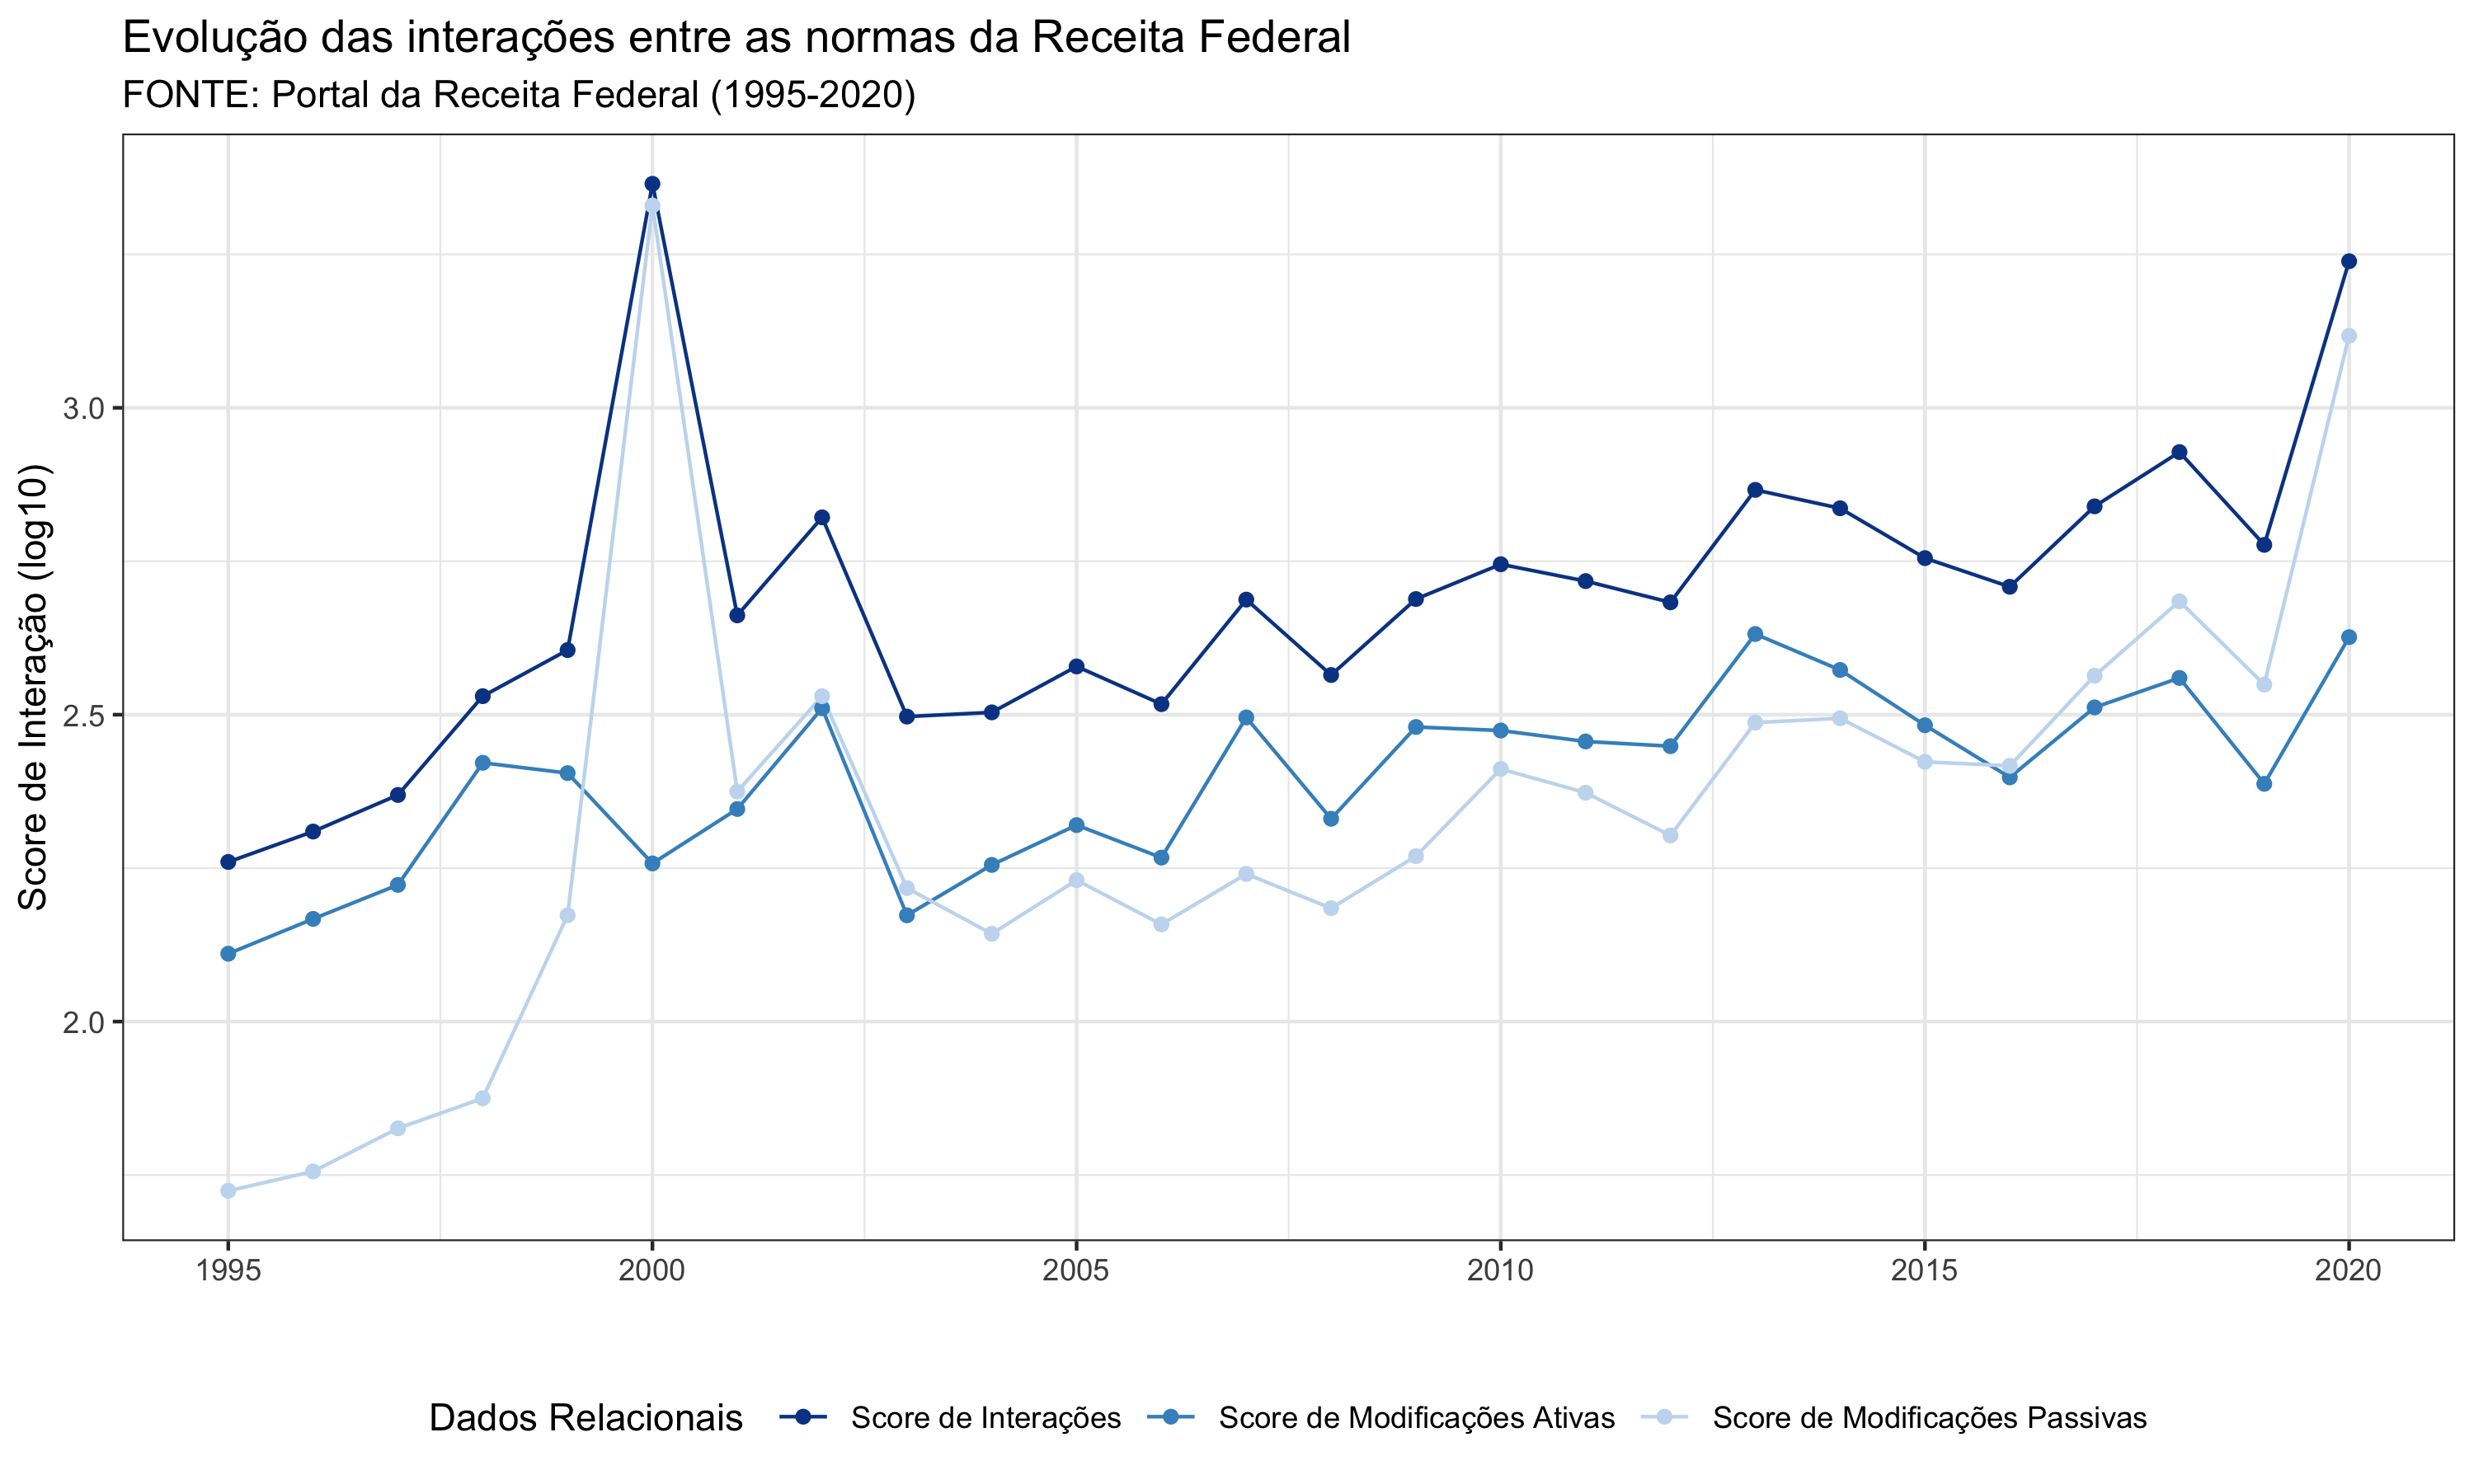 Evolução das interações entre as normas da Receita Federal
FONTE: Portal da Receita Federal (1995-2020)
Score de Interação (log10)
3.0
2.5
2.0
1995 2000 2005 2010 2015 2020
Dados Relacionais Score de Interações Score de Modificações Ativas Score de Modificações Passivas